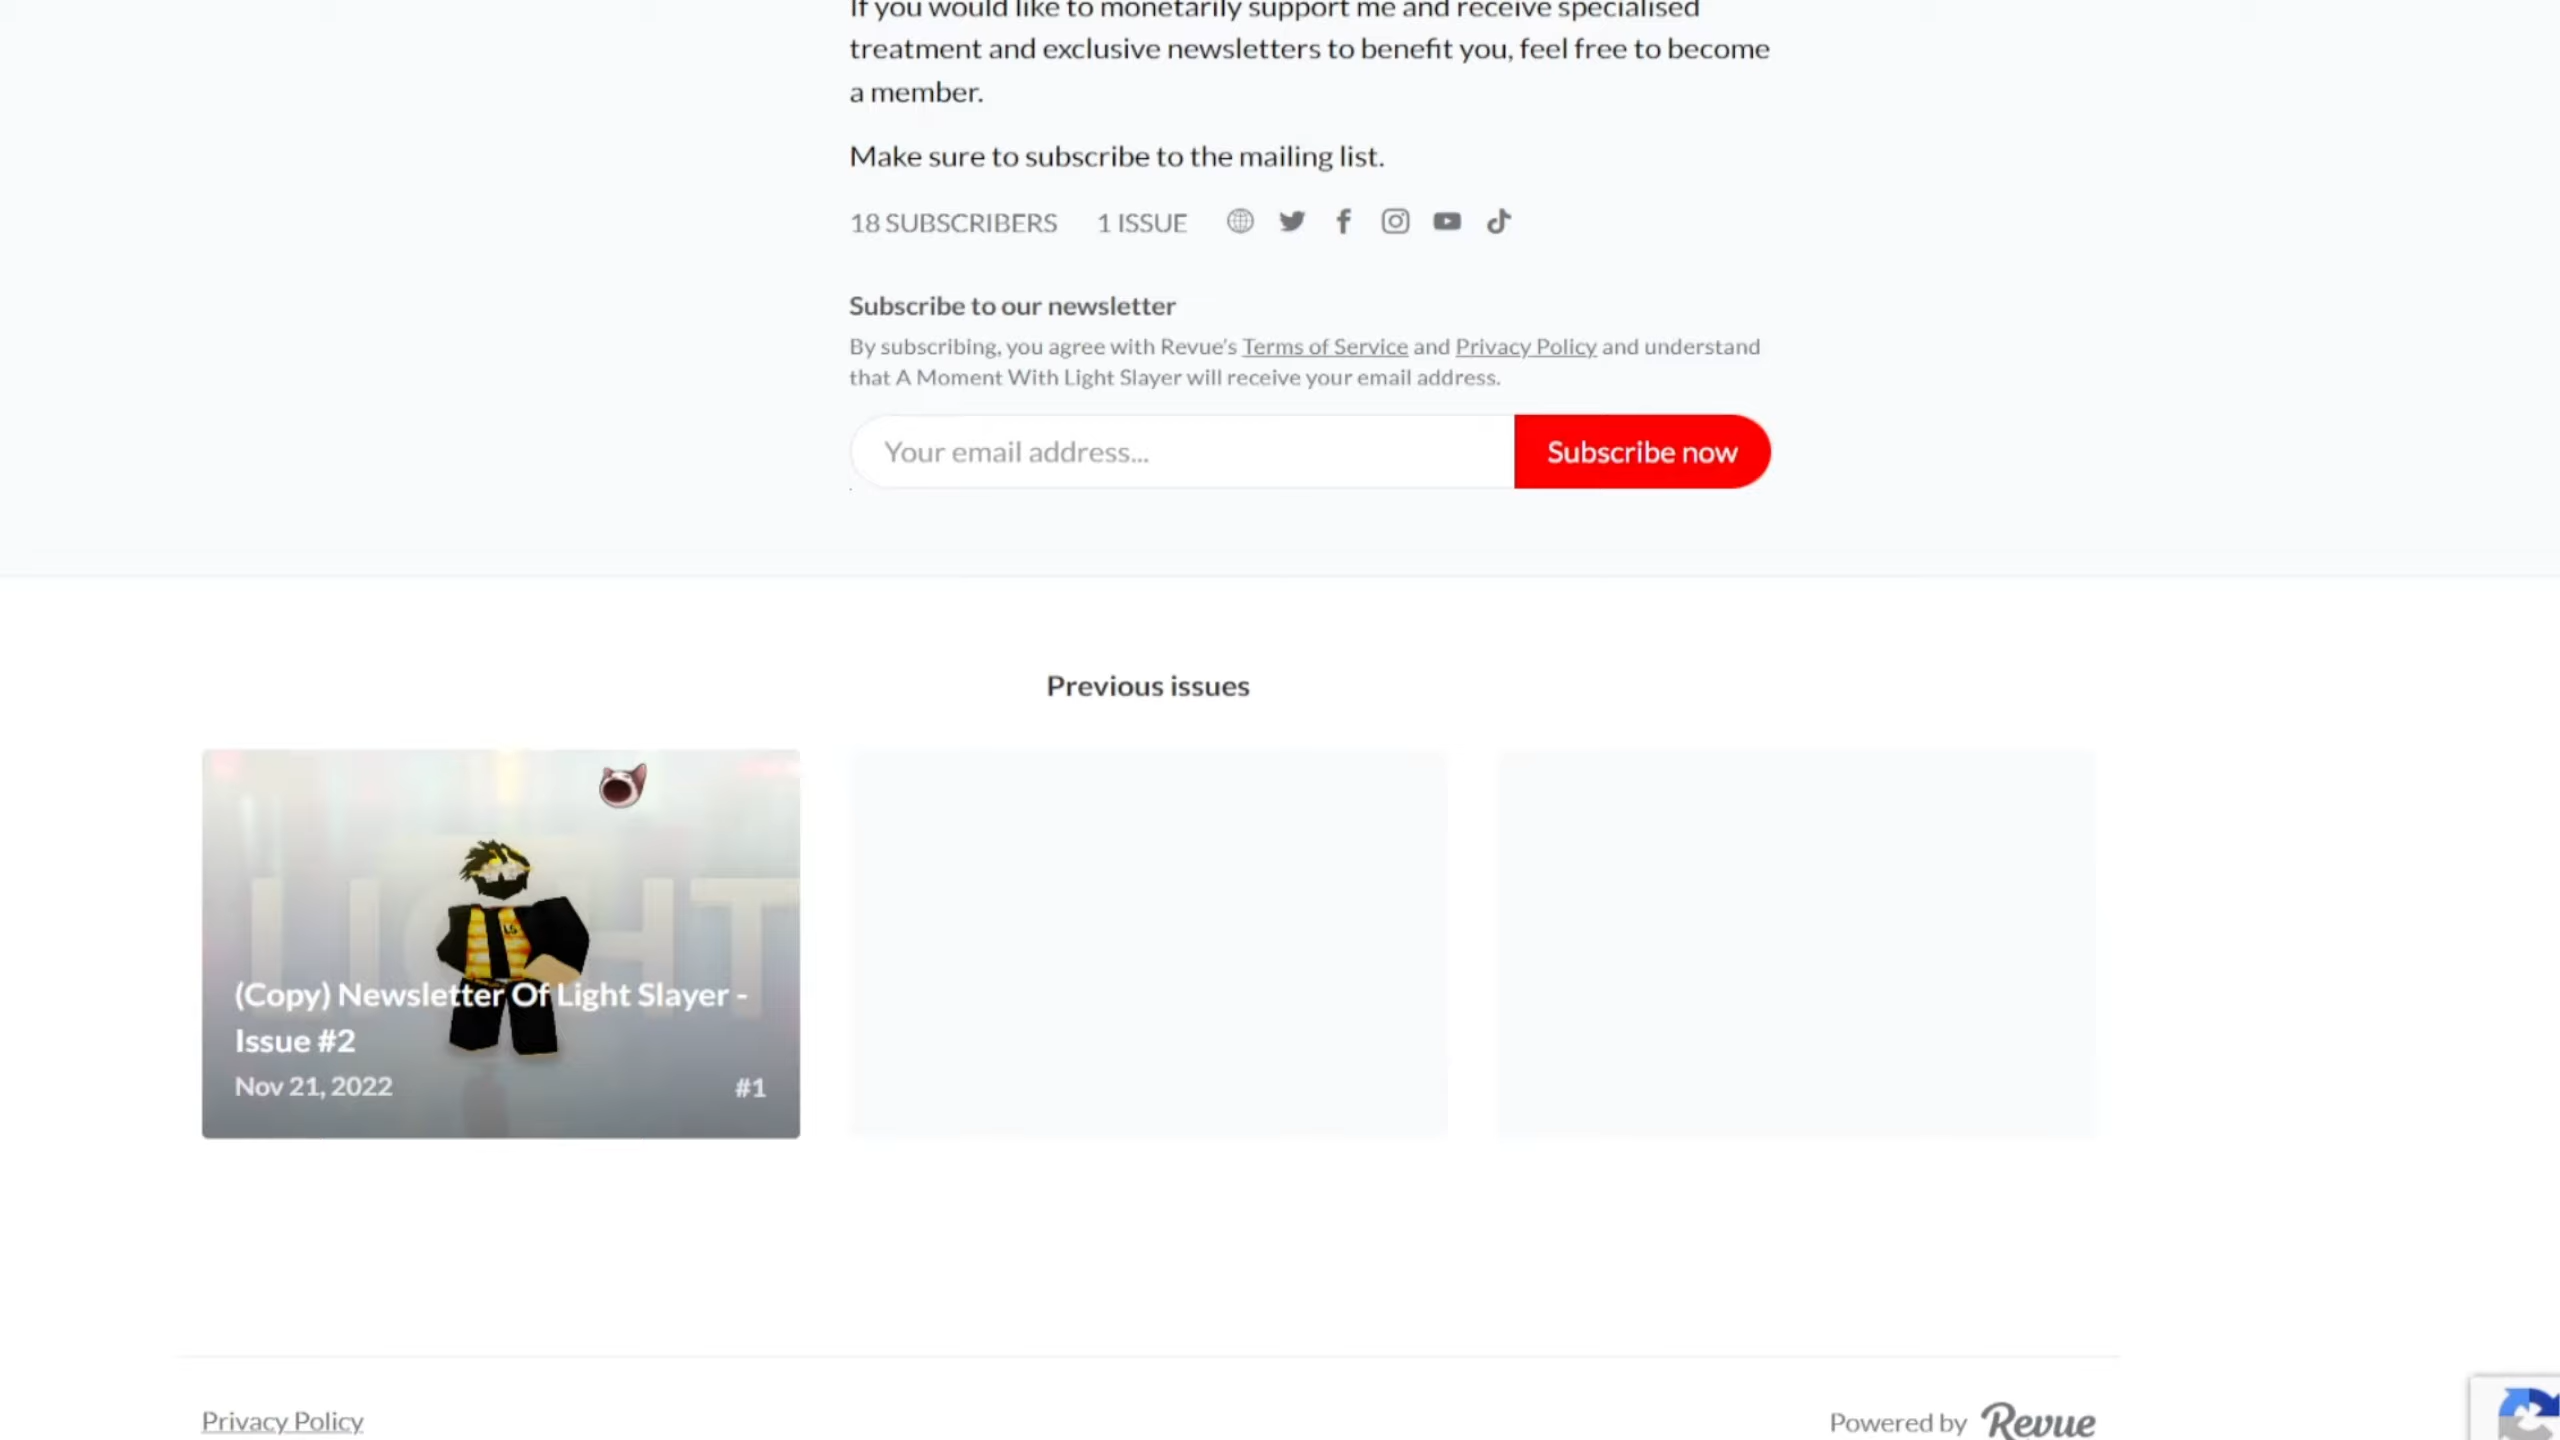 If you would like to monetarily support me and receive specialised
treatment and exclusive newsletters to benefit you, feel free to become
a member.
Make sure to subscribe to the mailing list.
18 SUBSCRIBERS 1 ISSUE
Subscribe to our newsletter
By subscribing, you agree with Revue's Terms of Service and Privacy Policy and understand
that A Moment With Light Slayer will receive your email address.
Your email address... Subscribe now
Previous issues
LIGHT
LS
(Copy) Newsletter Of Light Slayer -
Issue #2
Nov 21, 2022 #1
Privacy Policy Powered by Revue